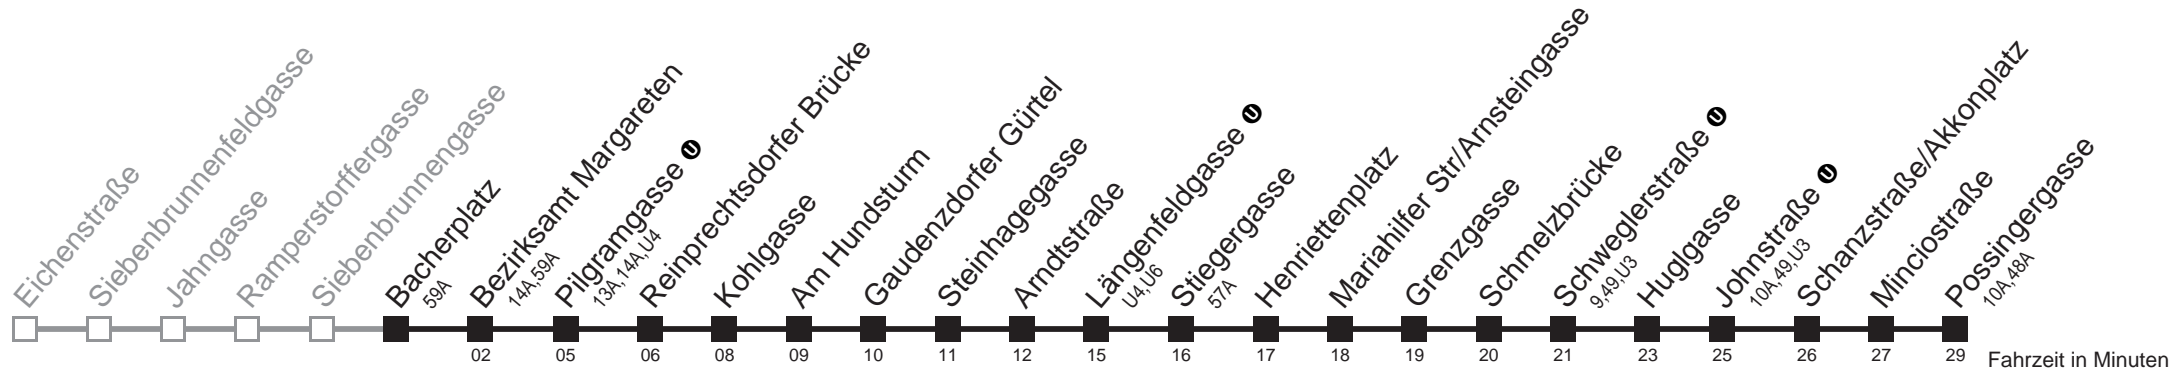 Eichenstraße
Siebenbrunnenfeldgasse
Jahngasse
Ramperstorffergasse
Siebenbrunnengasse
Bacherplatz
59A
Bezirksamt Margareten
14A,59A
Pilgramgasse U
13A,14A,U4
Reinprechtsdorfer Brücke
Kohlgasse
Am Hundsturm
Gaudenzdorfer Gürtel
Steinhagegasse
Arndtstraße
Längenfeldgasse U
U4,U6
Stiegergasse
57A
Henriettenplatz
Mariahilfer Str/Arnsteingasse
Grenzgasse
Schmelzbrücke
Schweglerstraße U
9,49,U3
Huglgasse
Johnstraße U
10A,49,U3
Schanzstraße/Akkonplatz
Minciostraße
Possingergasse
10A,48A
02 05 06 08 09 10 11 12 15 16 17 18 19 20 21 23 25 26 27 29 Fahrzeit in Minuten